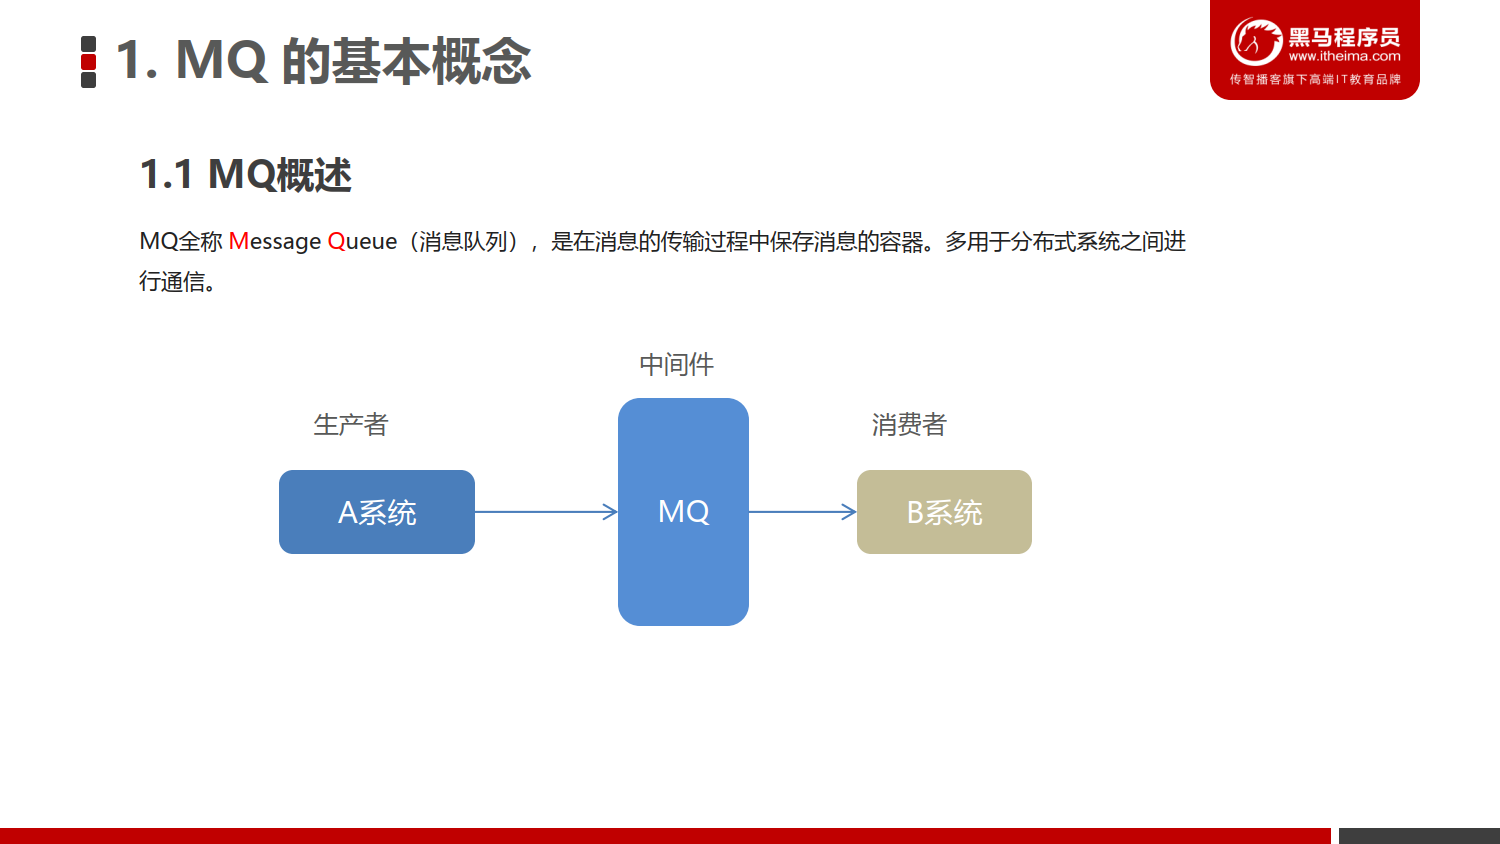 1. MQ 的基本概念
黑马程序员
www.itheima.com
传智播客旗下高端IT教育品牌
1.1 MQ概述
MQ全称 Message Queue（消息队列），是在消息的传输过程中保存消息的容器。多用于分布式系统之间进
行通信。
中间件
生产者
消费者
A系统
MQ
B系统